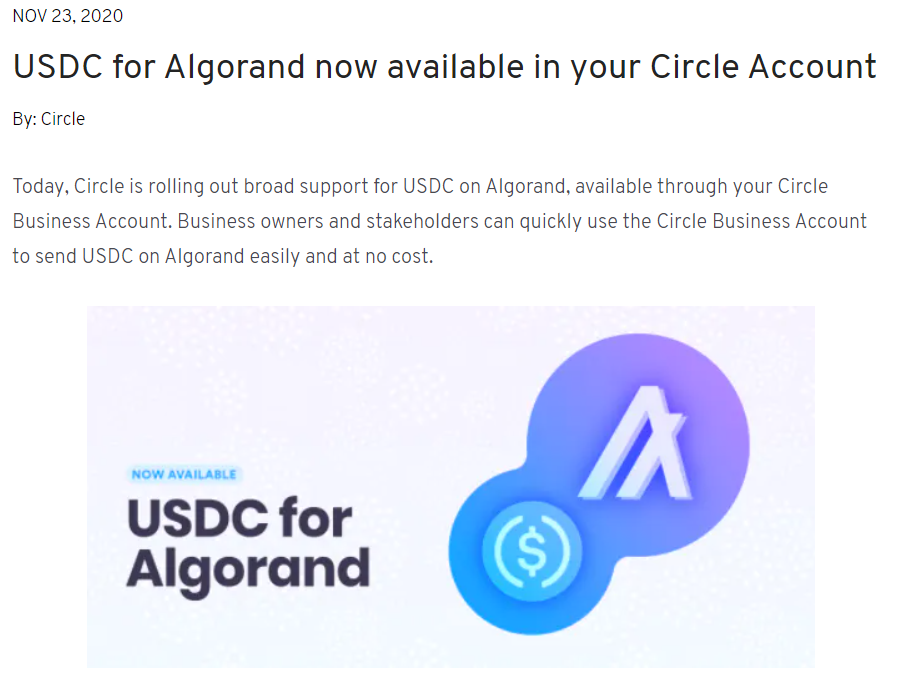 NOV 23, 2020
USDC for Algorand now available in your Circle Account
By: Circle
Today, Circle is rolling out broad support for USDC on Algorand, available through your Circle
Business Account. Business owners and stakeholders can quickly use the Circle Business Account
to send USDC on Algorand easily and at no cost.
NOW AVAILABLE
USDC for
Algorand